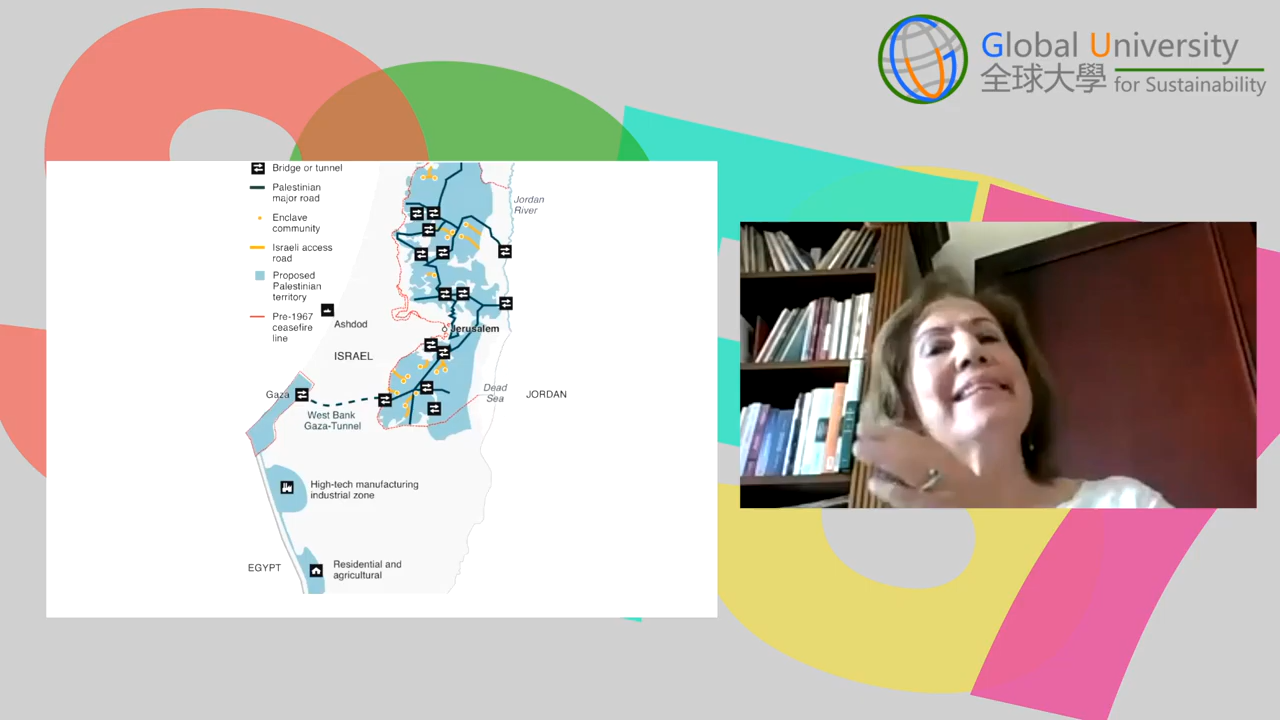 Global University
全球大學 for Sustainability
Bridge or tunnel
Palestinian
major road
Enclave
community
Israeli access
road
Proposed
Palestinian
territory
Pre-1967
ceasefire
line
Jordan
River
Ashdod
Jerusalem
ISRAEL
Gaza
Dead
Sea
JORDAN
West Bank
Gaza-Tunnel
High-tech manufacturing
industrial zone
EGYPT
Residential and
agricultural